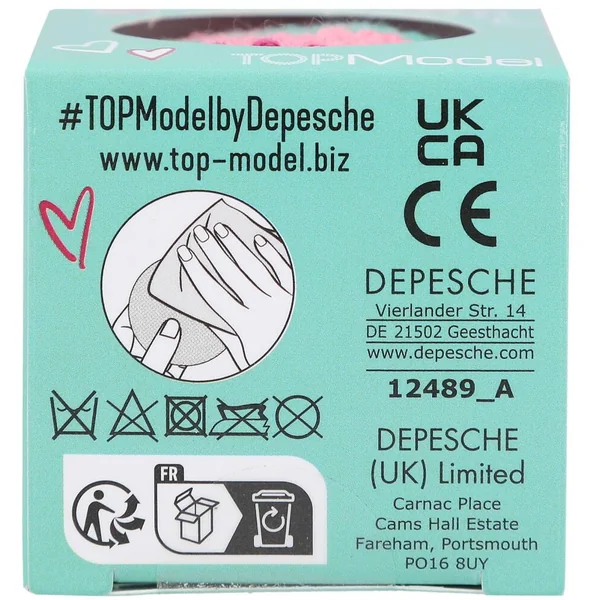 TOPModel
#TOPModelbyDepesche
www.top-model.biz
UK
CA
CE
DEPESCHE
Vierlander Str. 14
DE 21502 Geesthacht
www.depesche.com
12489_A
DEPESCHE
(UK) Limited
Carnac Place
Cams Hall Estate
Fareham, Portsmouth
PO16 8UY
FR